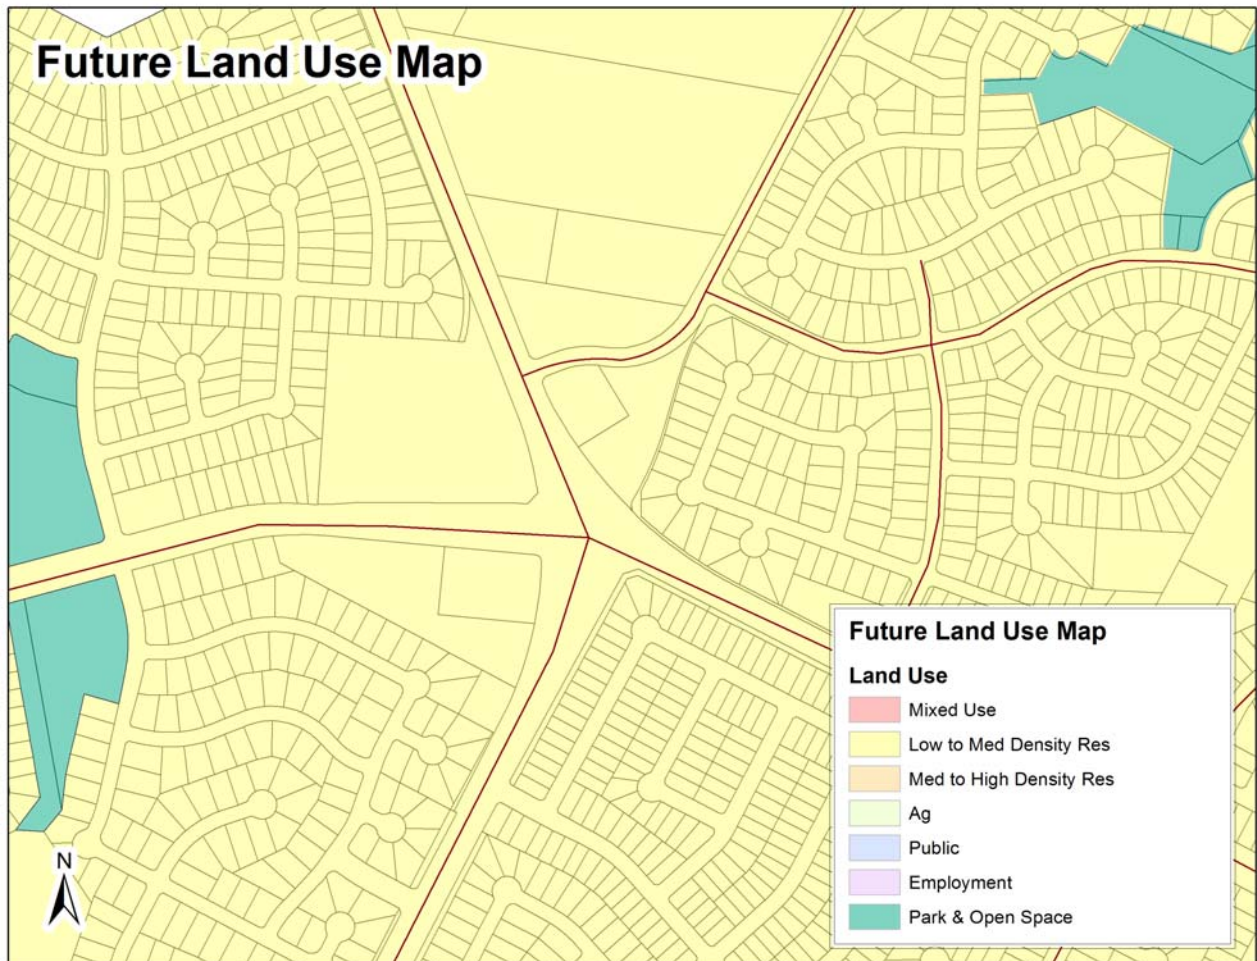 Future Land Use Map
N
Future Land Use Map
Land Use
Mixed Use
Low to Med Density Res
Med to High Density Res
Ag
Public
Employment
Park & Open Space